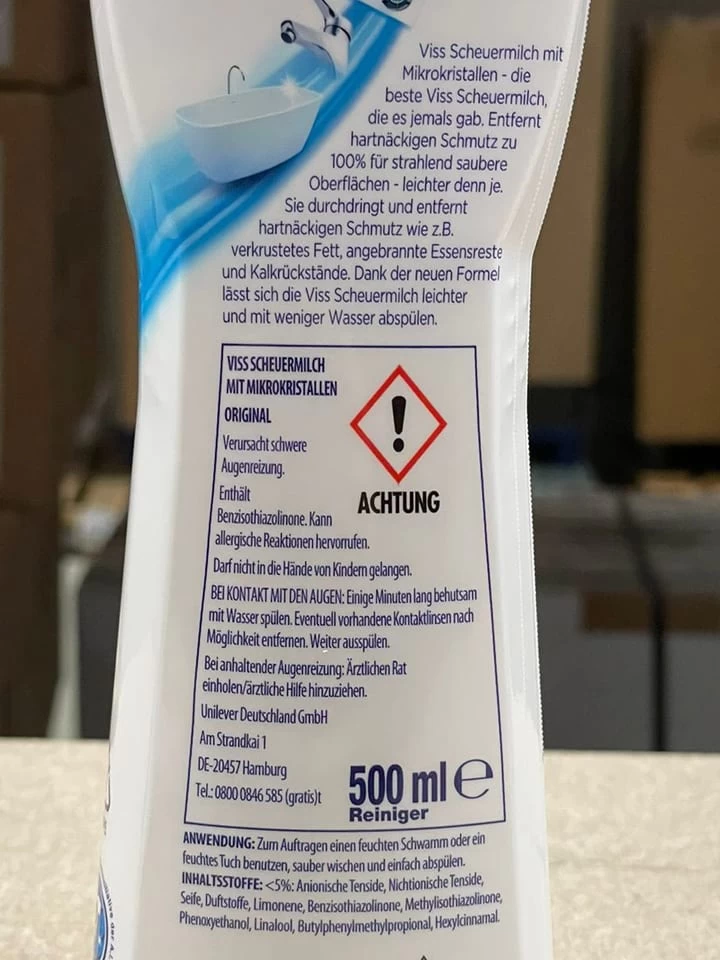 Viss Scheuermilch mit
Mikrokristallen - die
beste Viss Scheuermilch,
die es jemals gab. Entfernt
hartnäckigen Schmutz zu
100% für strahlend saubere
Oberflächen - leichter denn je.
Sie durchdringt und entfernt
hartnäckigen Schmutz wie z.B.
verkrustetes Fett, angebrannte Essensreste
und Kalkrückstände. Dank der neuen Formel
lässt sich die Viss Scheuermilch leichter
und mit weniger Wasser abspülen.
VISS SCHEUERMILCH
MIT MIKROKRISTALLEN
ORIGINAL
Verursacht schwere
Augenreizung.
Enthält
Benzisothiazolinone. Kann
allergische Reaktionen hervorrufen.
ACHTUNG
Darf nicht in die Hände von Kindern gelangen.
BEI KONTAKT MIT DEN AUGEN: Einige Minuten lang behutsam
mit Wasser spülen. Eventuell vorhandene Kontaktlinsen nach
Möglichkeit entfernen. Weiter ausspülen.
Bei anhaltender Augenreizung: Ärztlichen Rat
einholen/ärztliche Hilfe hinzuziehen.
Unilever Deutschland GmbH
Am Strandkai 1
DE-20457 Hamburg
Tel.: 0800 0846 585 (gratis)t
500 ml e
Reiniger
ANWENDUNG: Zum Auftragen einen feuchten Schwamm oder ein
feuchtes Tuch benutzen, sauber wischen und einfach abspülen.
INHALTSSTOFFE: <5%: Anionische Tenside, Nichtionische Tenside,
Seife, Duftstoffe, Limonene, Benzisothiazolinone, Methylisothiazolinone,
Phenoxyethanol, Linalool, Butylphenylmethylpropional, Hexylcinnamal.